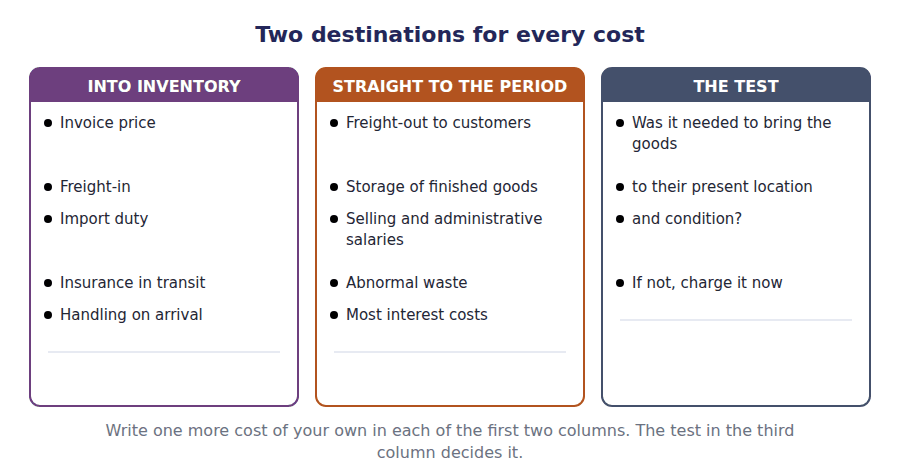 Two destinations for every cost
INTO INVENTORY
Invoice price
Freight-in
Import duty
Insurance in transit
Handling on arrival
STRAIGHT TO THE PERIOD
Freight-out to customers
Storage of finished goods
Selling and administrative
salaries
Abnormal waste
Most interest costs
THE TEST
Was it needed to bring the
goods
to their present location
and condition?
If not, charge it now
Write one more cost of your own in each of the first two columns. The test in the third
column decides it.